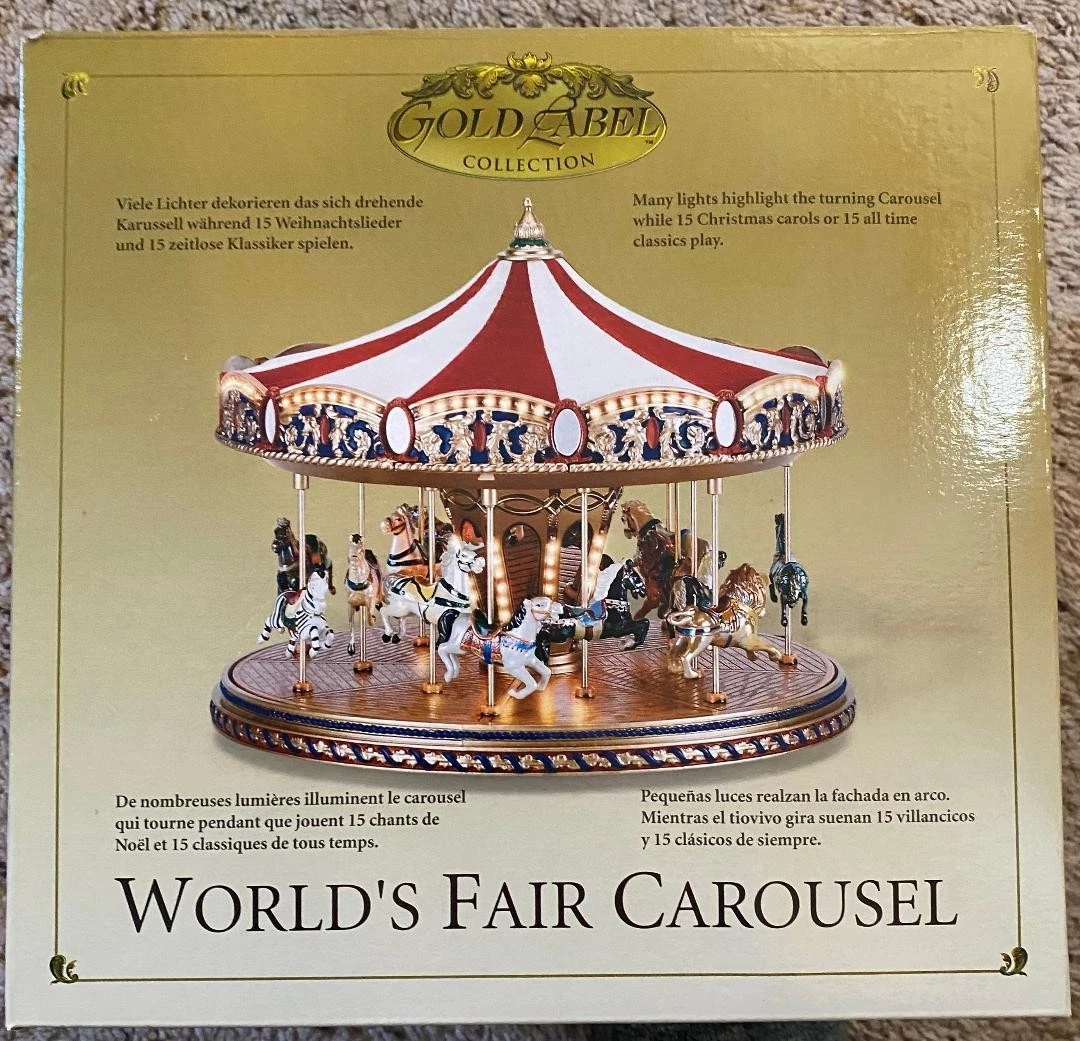 GOLD LABEL™
COLLECTION
Viele Lichter dekorieren das sich drehende
Karussell während 15 Weihnachtslieder
und 15 zeitlose Klassiker spielen.
Many lights highlight the turning Carousel
while 15 Christmas carols or 15 all time
classics play.
De nombreuses lumières illuminent le carousel
qui tourne pendant que jouent 15 chants de
Noël et 15 classiques de tous temps.
Pequeñas luces realzan la fachada en arco.
Mientras el tiovivo gira suenan 15 villancicos
y 15 clásicos de siempre.
WORLD'S FAIR CAROUSEL